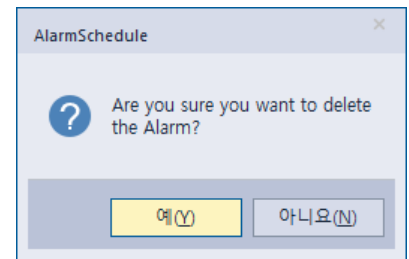 AlarmSchedule
Are you sure you want to delete
the Alarm?
예(Y) 아니요(N)